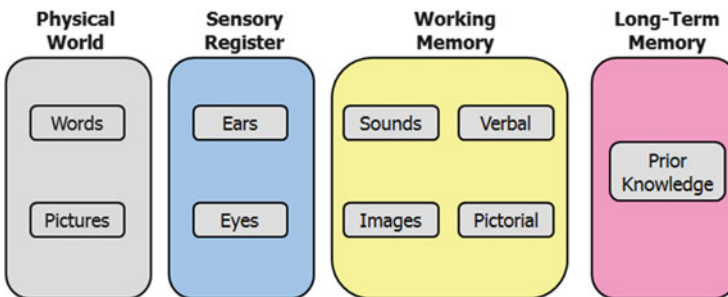 Physical World
Sensory Register
Working Memory
Long-Term Memory
Words
Ears
Sounds
Verbal
Prior Knowledge
Pictures
Eyes
Images
Pictorial